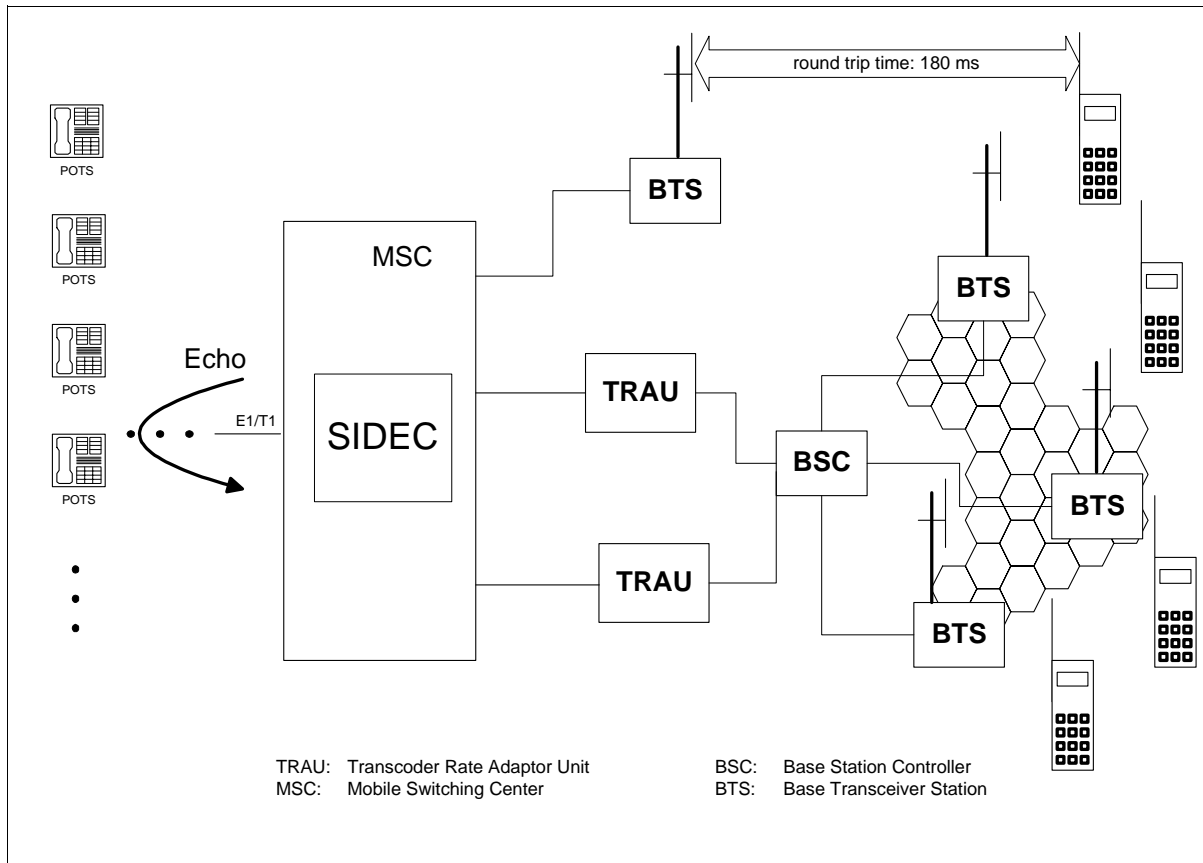 round trip time: 180 ms
POTS
BTS
POTS
MSC
BTS
POTS
Echo
TRAU
E1/T1
SIDEC
BSC
POTS
BTS
TRAU
BTS
TRAU: Transcoder Rate Adaptor Unit
MSC: Mobile Switching Center
BSC: Base Station Controller
BTS: Base Transceiver Station